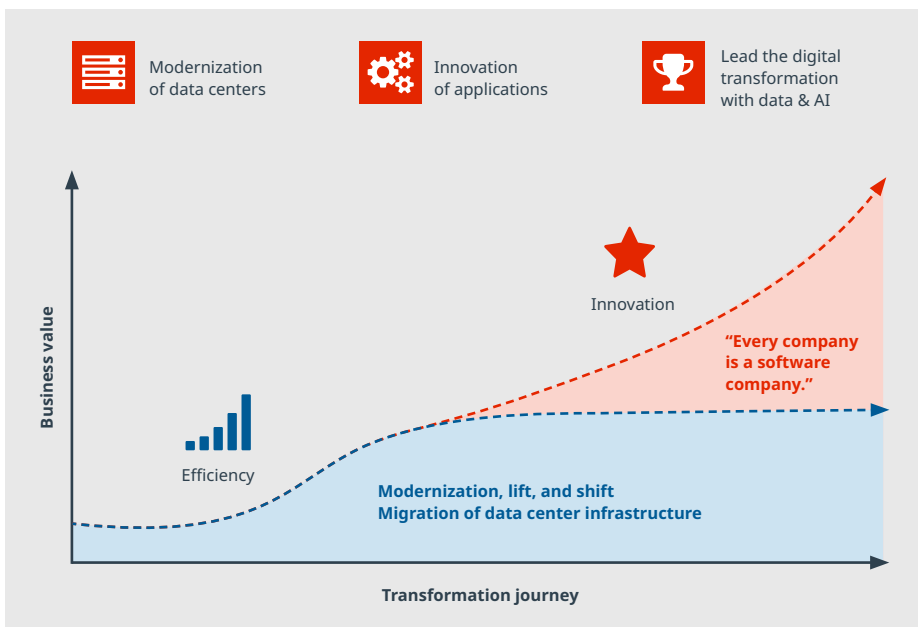 Modernization
of data centers
Innovation
of applications
Lead the digital
transformation
with data & AI
Business value
Innovation
“Every company
is a software
company.”
Efficiency
Modernization, lift, and shift
Migration of data center infrastructure
Transformation journey